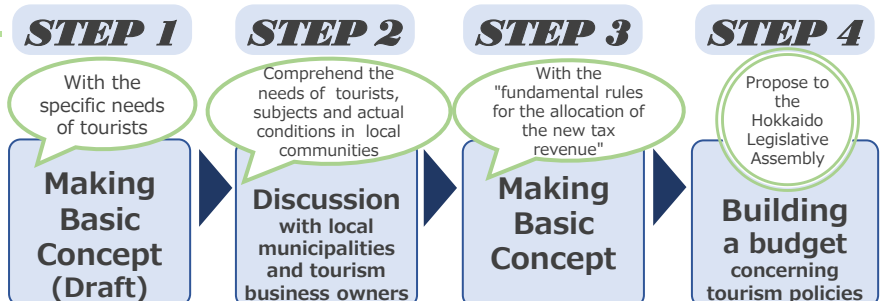 STEP 1
With the
specific needs
of tourists
Making
Basic
Concept
(Draft)
STEP 2
Comprehend the
needs of tourists,
subjects and actual
conditions in local
communities
Discussion
with local
municipalities
and tourism
business owners
STEP 3
With the
"fundamental rules
for the allocation of
the new tax
revenue"
Making
Basic
Concept
STEP 4
Propose to
the
Hokkaido
Legislative
Assembly
Building
a budget
concerning
tourism policies